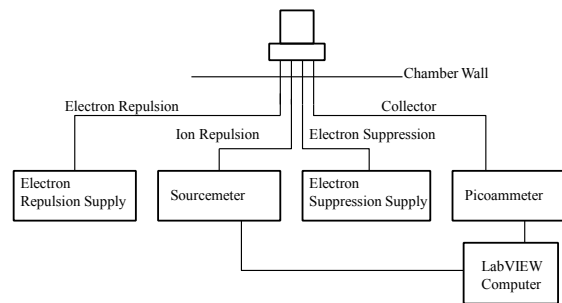 Chamber Wall
Electron Repulsion
Collector
Ion Repulsion
Electron Suppression
Electron
Repulsion Supply
Sourcemeter
Electron
Suppression Supply
Picoammeter
LabVIEW
Computer